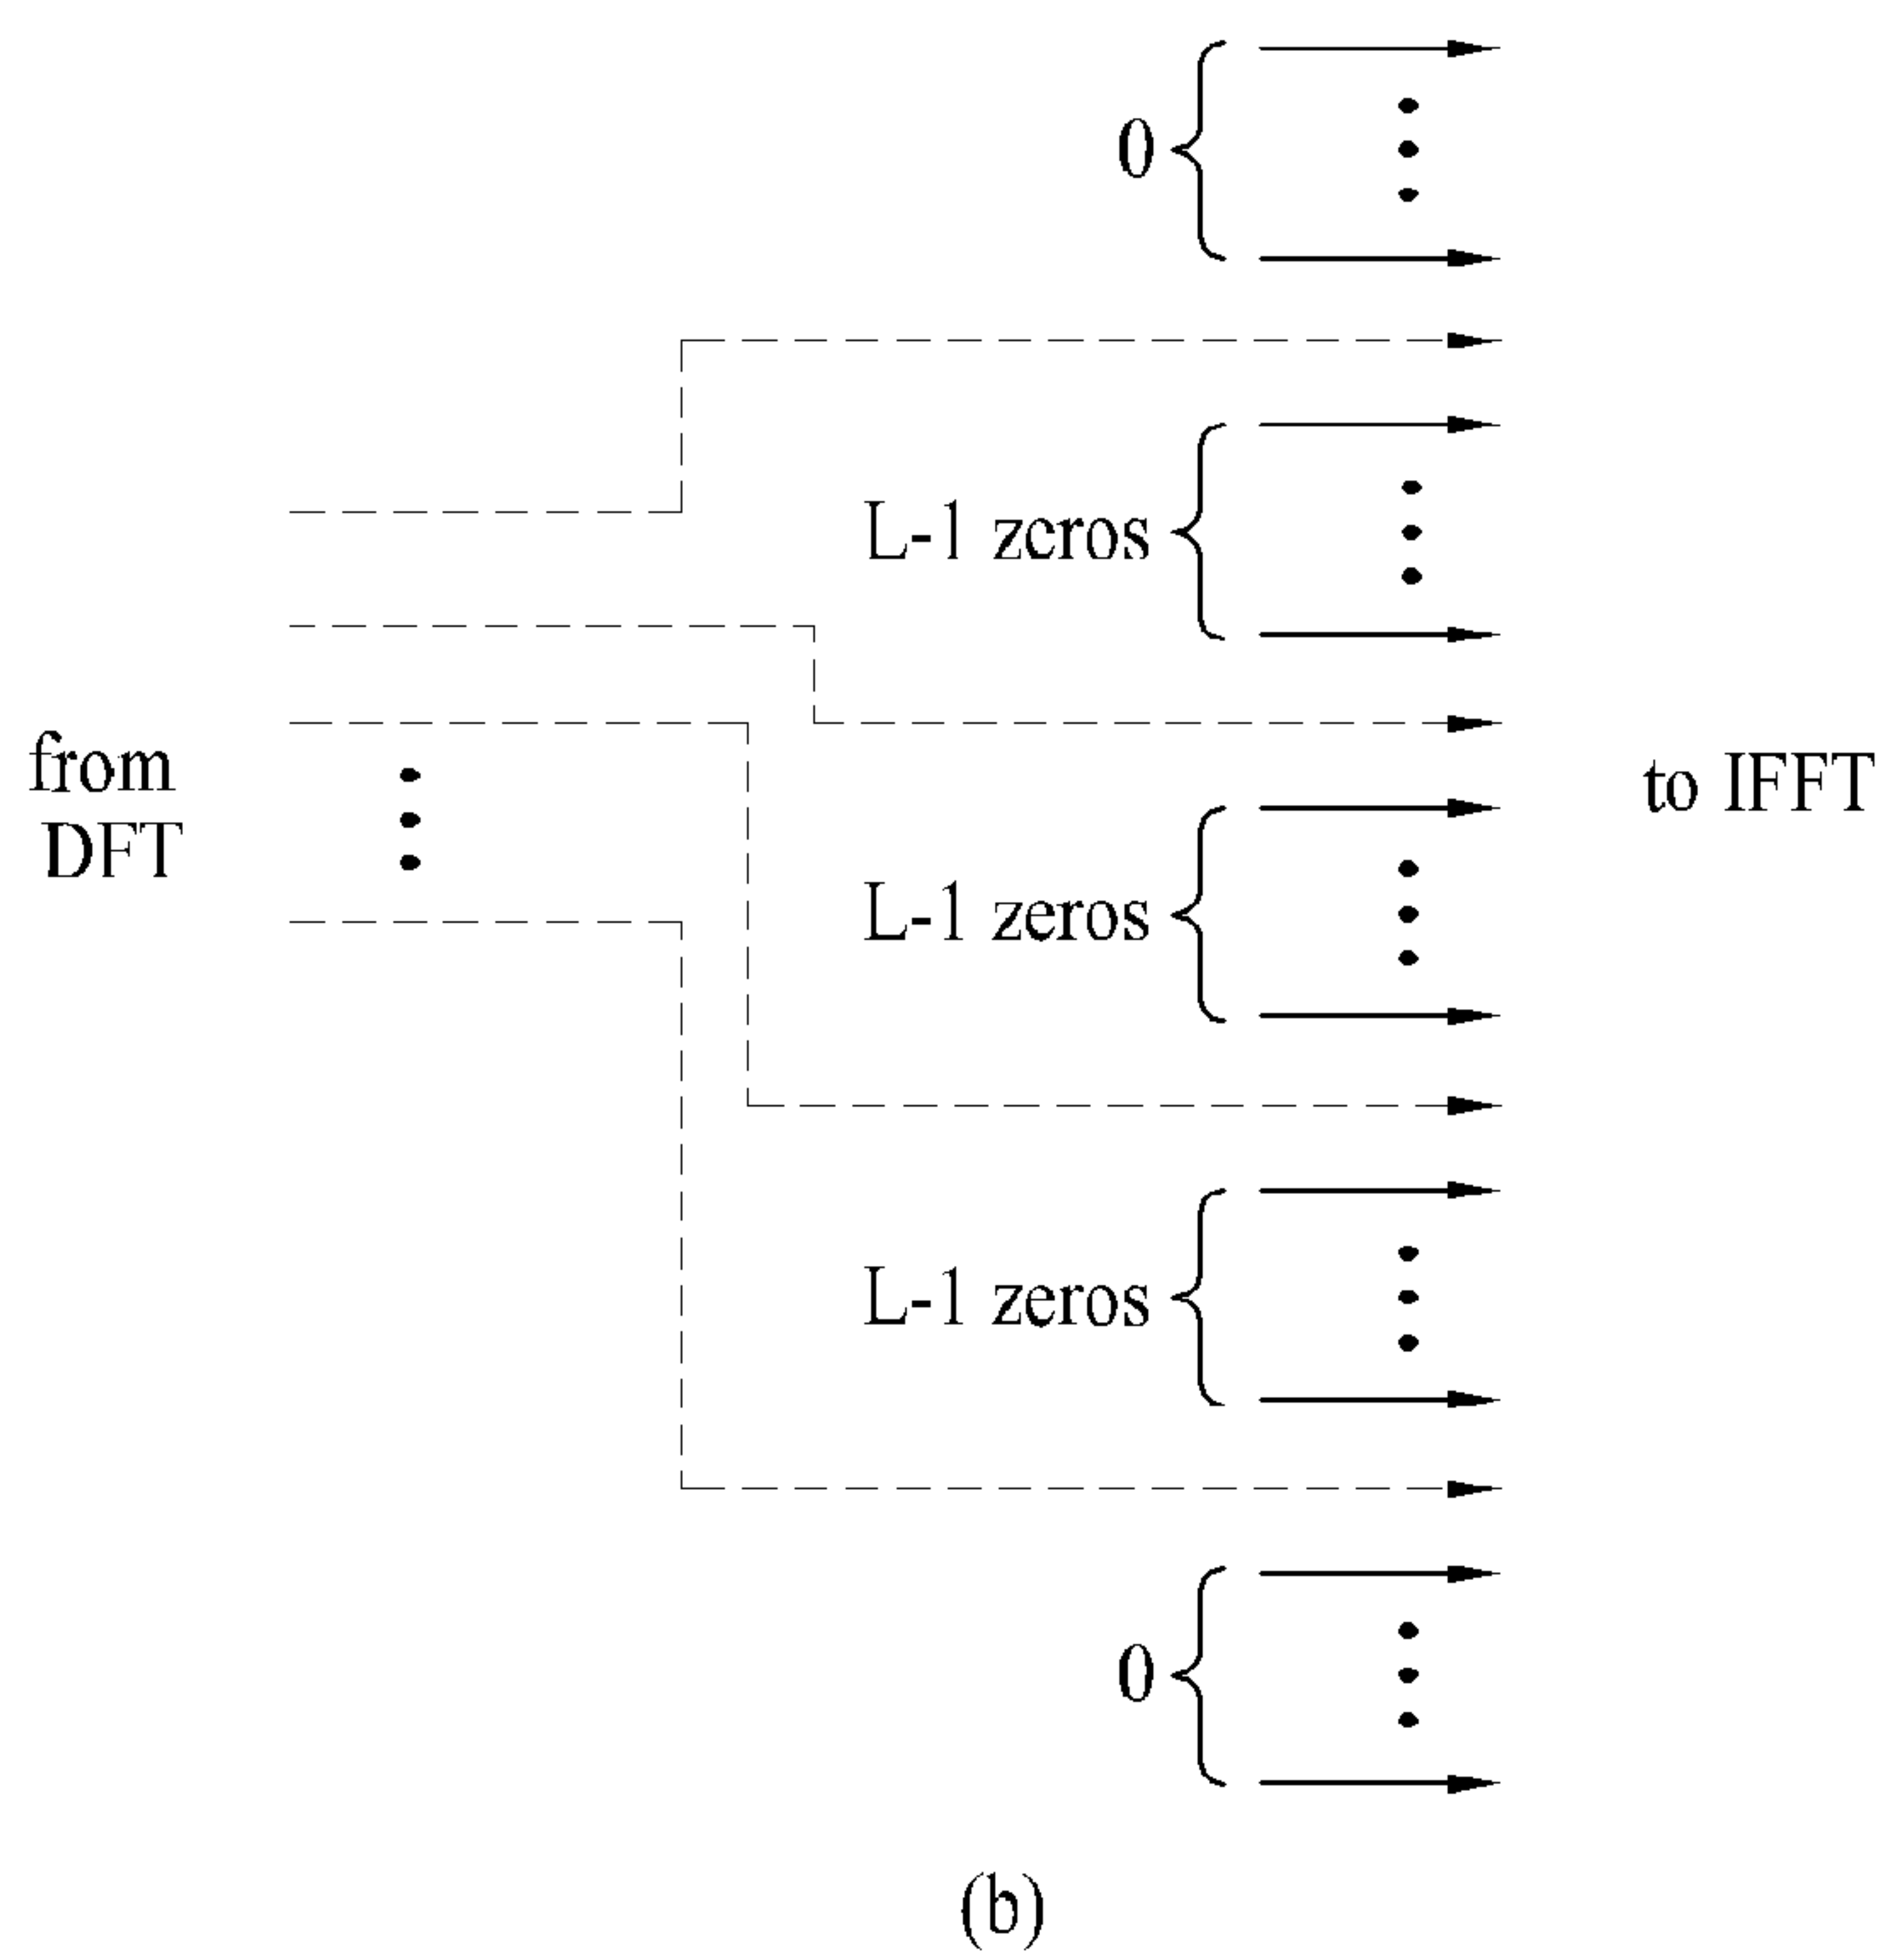 0
L-1 zcros
from
DFT
to IFFT
L-1 zeros
L-1 zeros
0
(b)